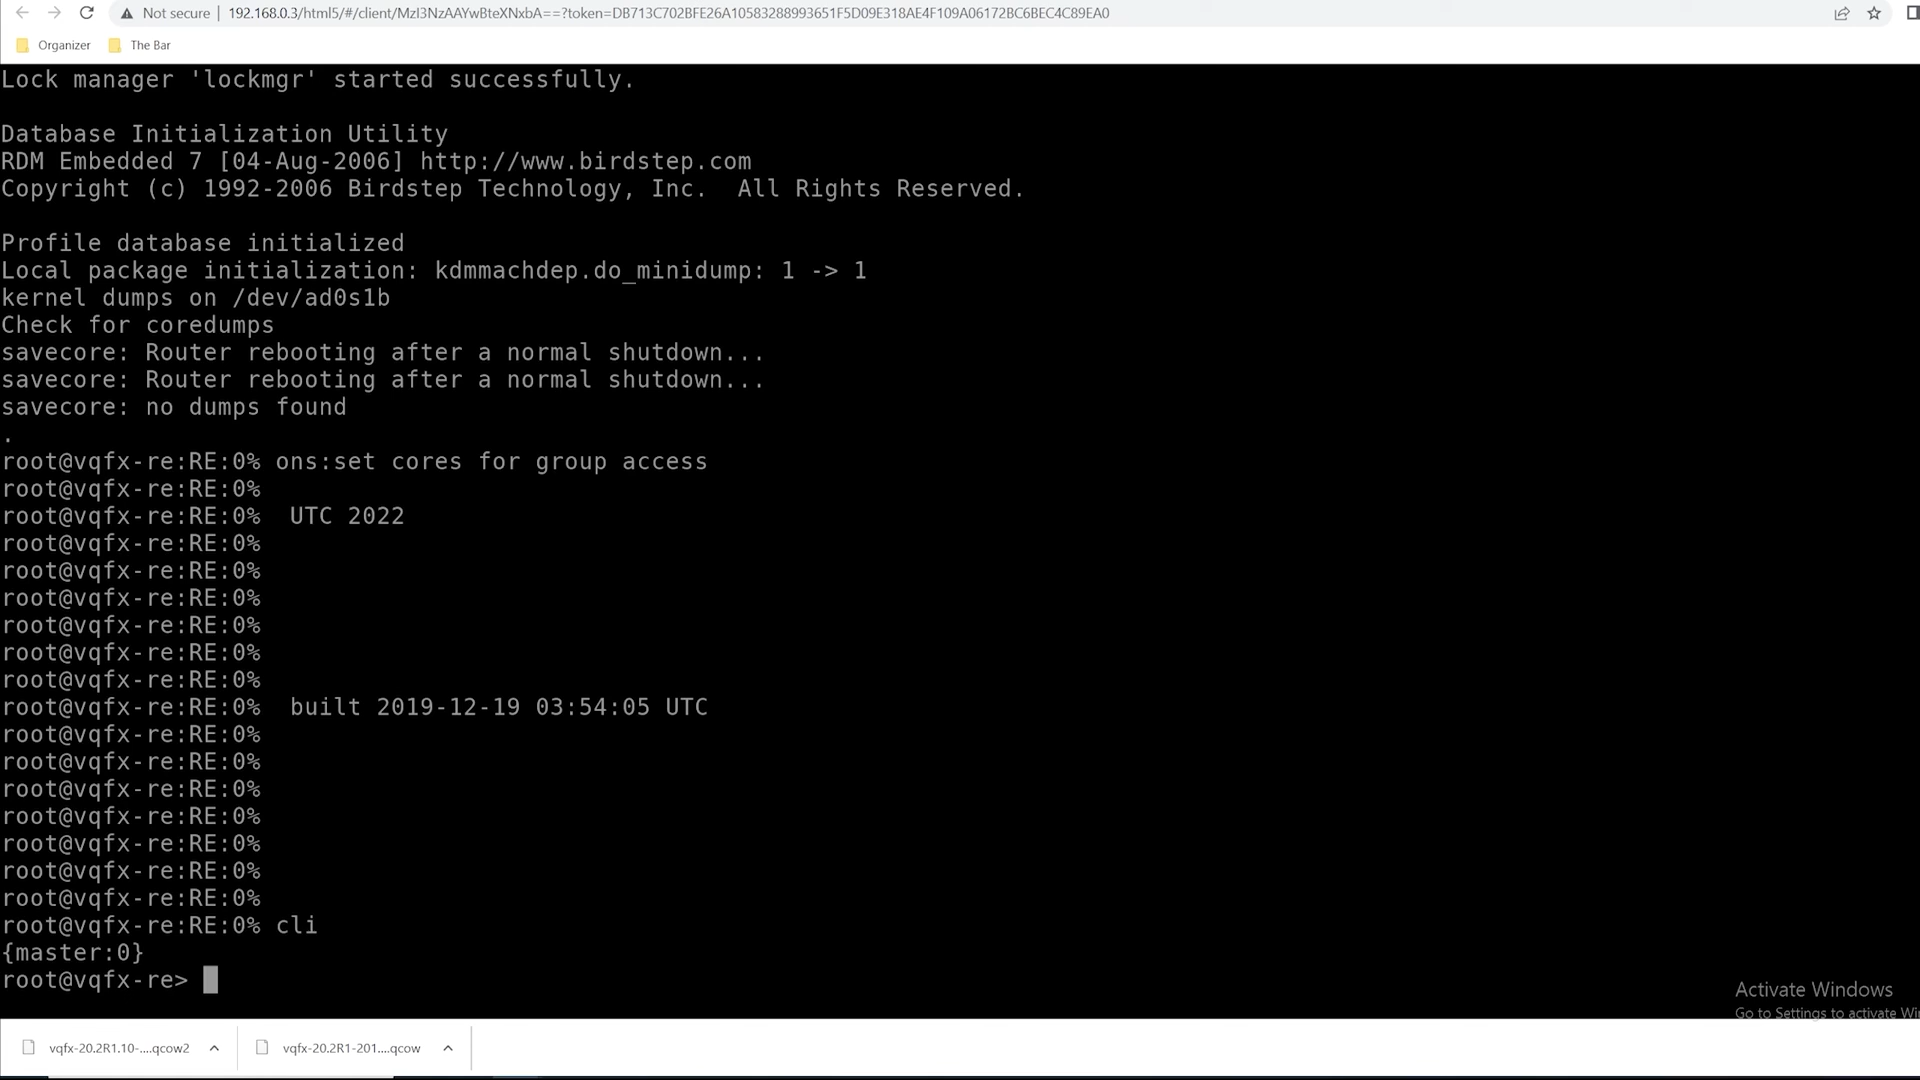 Not secure | 192.168.0.3/html5/#/client/MzI3NzAAYwBteXNxbA==?token=DB713C702BFE26A10583288993651F5D09E318AE4F109A06172BC6BEC4C89EA0
Organizer The Bar
Lock manager 'lockmgr' started successfully.
Database Initialization Utility
RDM Embedded 7 [04-Aug-2006] http://www.birdstep.com
Copyright (c) 1992-2006 Birdstep Technology, Inc.  All Rights Reserved.
Profile database initialized
Local package initialization: kdmmachdep.do_minidump: 1 -> 1
kernel dumps on /dev/ad0s1b
Check for coredumps
savecore: Router rebooting after a normal shutdown...
savecore: Router rebooting after a normal shutdown...
savecore: no dumps found
.
root@vqfx-re:RE:0% ons:set cores for group access
root@vqfx-re:RE:0%
root@vqfx-re:RE:0%  UTC 2022
root@vqfx-re:RE:0%
root@vqfx-re:RE:0%
root@vqfx-re:RE:0%
root@vqfx-re:RE:0%
root@vqfx-re:RE:0%
root@vqfx-re:RE:0%
root@vqfx-re:RE:0%  built 2019-12-19 03:54:05 UTC
root@vqfx-re:RE:0%
root@vqfx-re:RE:0%
root@vqfx-re:RE:0%
root@vqfx-re:RE:0%
root@vqfx-re:RE:0%
root@vqfx-re:RE:0%
root@vqfx-re:RE:0%
root@vqfx-re:RE:0% cli
{master:0}
root@vqfx-re>
Activate Windows
Go to Settings to activate Wi
vqfx-20.2R1.10-....qcow2 vqfx-20.2R1-201....qcow